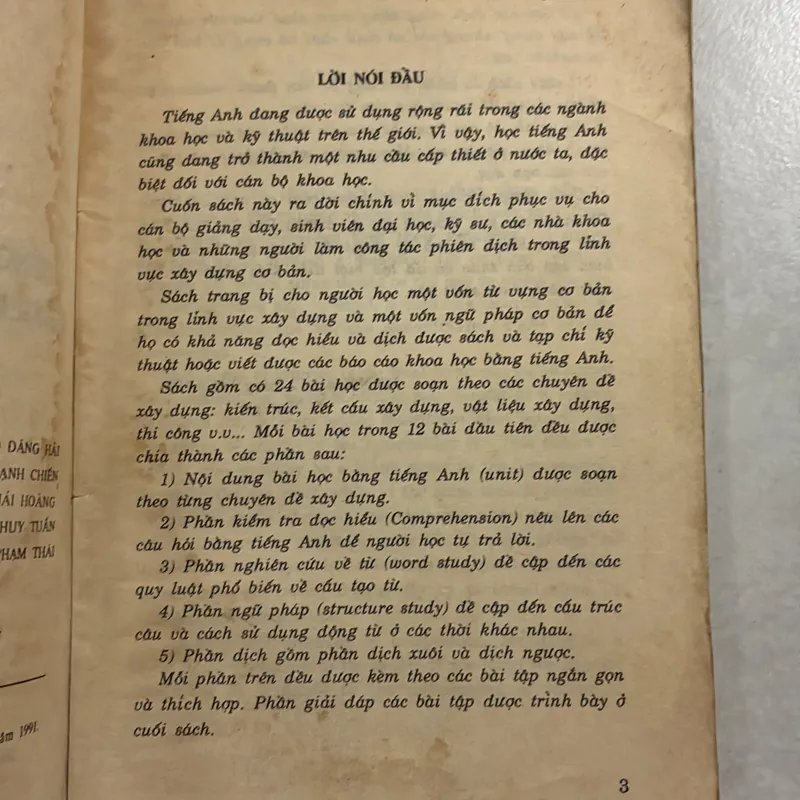 LỜI NÓI ĐẦU
Tiếng Anh đang được sử dụng rộng rãi trong các ngành
khoa học và kỹ thuật trên thế giới. Vì vậy, học tiếng Anh
cũng đang trở thành một nhu cầu cấp thiết ở nước ta, đặc
biệt đối với cán bộ khoa học.
Cuốn sách này ra đời chính vì mục đích phục vụ cho
cán bộ giảng dạy, sinh viên đại học, kỹ sư, các nhà khoa
học và những người làm công tác phiên dịch trong lĩnh
vực xây dựng cơ bản.
Sách trang bị cho người học một vốn từ vựng cơ bản
trong lĩnh vực xây dựng và một vốn ngữ pháp cơ bản để
họ có khả năng đọc hiểu và dịch được sách và tạp chí kỹ
thuật hoặc viết được các báo cáo khoa học bằng tiếng Anh.
Sách gồm có 24 bài học được soạn theo các chuyên đề
xây dựng: kiến trúc, kết cấu xây dựng, vật liệu xây dựng,
thi công v.v... Mỗi bài học trong 12 bài đầu tiên đều được
chia thành các phần sau:
1) Nội dung bài học bằng tiếng Anh (unit) được soạn
theo từng chuyên đề xây dựng.
2) Phần kiểm tra đọc hiểu (Comprehension) nêu lên các
câu hỏi bằng tiếng Anh để người học tự trả lời.
3) Phần nghiên cứu về từ (word study) đề cập đến các
quy luật phổ biến về cấu tạo từ.
4) Phần ngữ pháp (structure study) đề cập đến cấu trúc
câu và cách sử dụng động từ ở các thời khác nhau.
5) Phần dịch gồm phần dịch xuôi và dịch ngược.
Mỗi phần trên đều được kèm theo các bài tập ngắn gọn
và thích hợp. Phần giải đáp các bài tập được trình bày ở
cuối sách.
3
ĐĂNG HẢI
CHIẾN
HOÀNG
HUY TUẤN
PHẠM THÁI
1991.